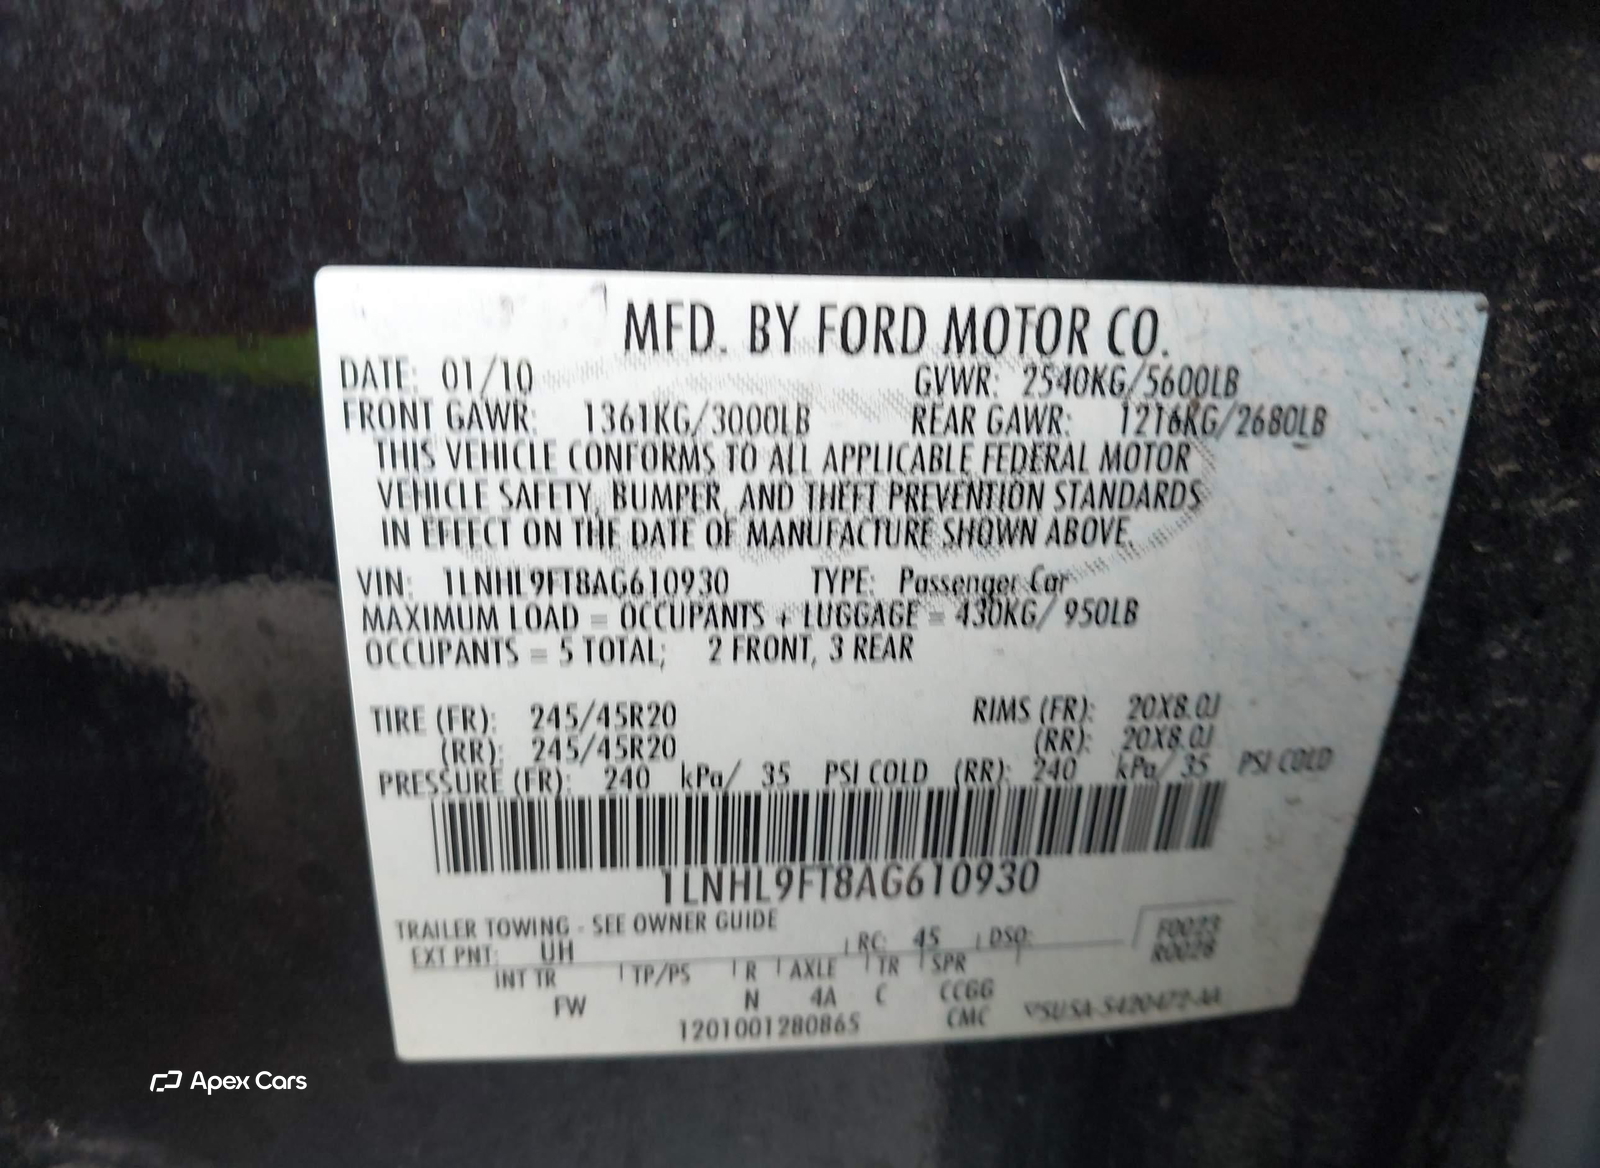 MFD. BY FORD MOTOR CO.
DATE: 01/10 GVWR: 2540KG/5600LB
FRONT GAWR: 1361KG/3000LB REAR GAWR: 1216KG/2680LB
THIS VEHICLE CONFORMS TO ALL APPLICABLE FEDERAL MOTOR
VEHICLE SAFETY, BUMPER, AND THEFT PREVENTION STANDARDS
IN EFFECT ON THE DATE OF MANUFACTURE SHOWN ABOVE.
VIN: 1LNHL9FT8AG610930 TYPE: Passenger Car
MAXIMUM LOAD = OCCUPANTS + LUGGAGE = 430KG/ 950LB
OCCUPANTS = 5 TOTAL; 2 FRONT, 3 REAR
TIRE (FR): 245/45R20 RIMS (FR): 20X8.0J
(RR): 245/45R20 (RR): 20X8.0J
PRESSURE (FR): 240 kPa/ 35 PSI COLD (RR): 240 kPa/ 35 PSI COLD
1LNHL9FT8AG610930
TRAILER TOWING - SEE OWNER GUIDE
EXT PNT: UH RC: 45 DSO: F0023
R0028
INT TR TP/PS R AXLE TR SPR
FW N 4A C CCGG
1201001280865 CMC
Apex Cars